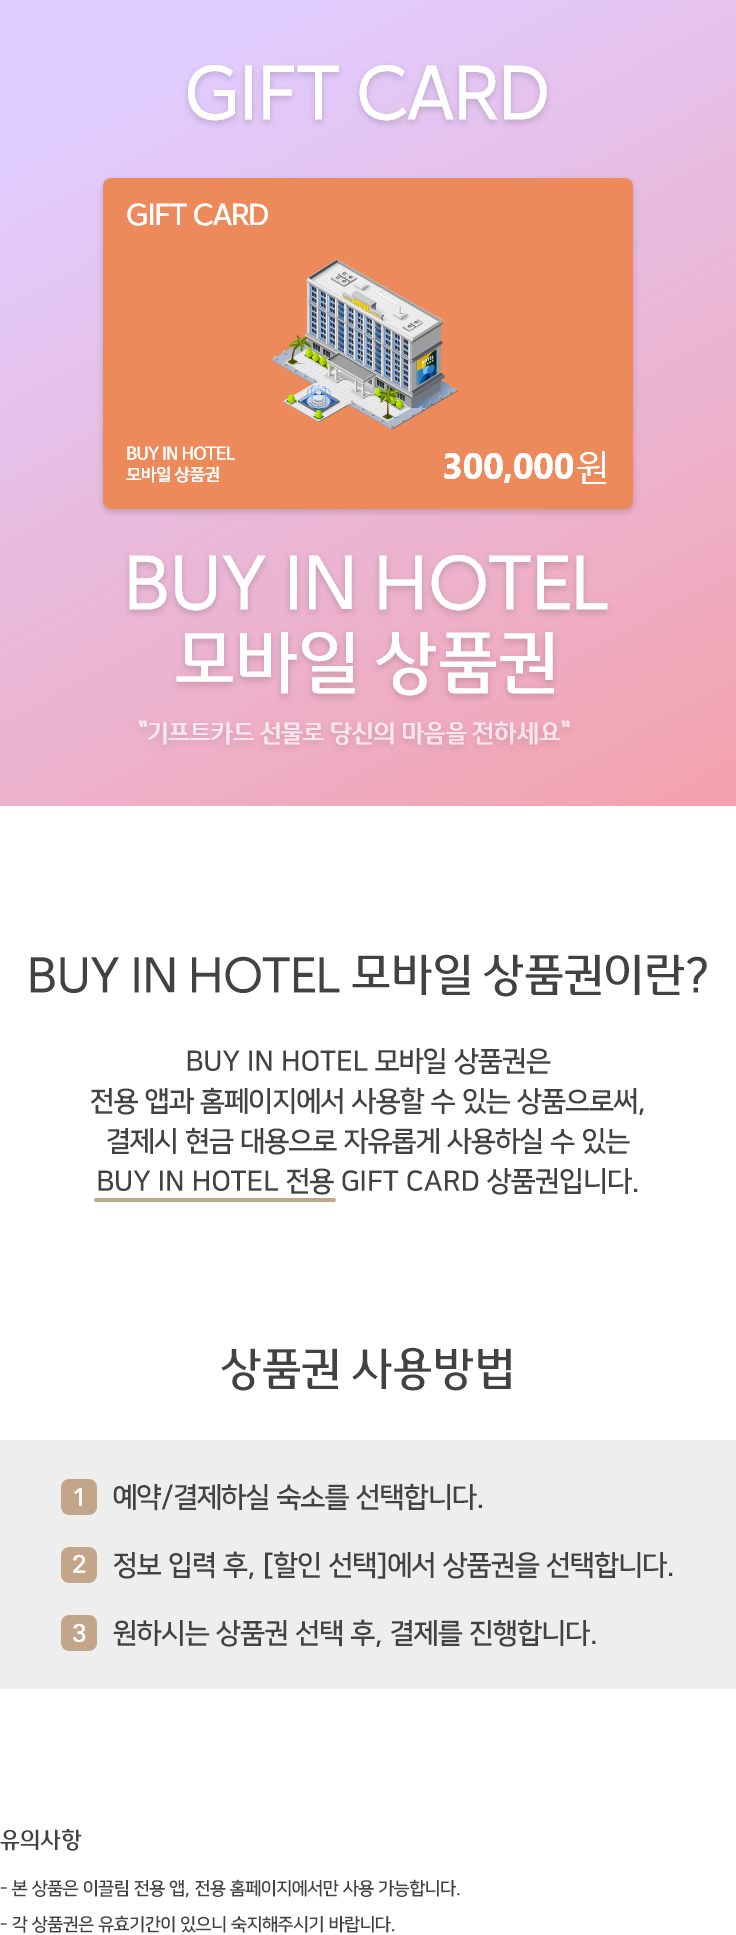 GIFT CARD
GIFT CARD
BUY IN HOTEL
모바일 상품권
300,000원
BUY IN HOTEL
모바일 상품권
"기프트카드 선물로 당신의 마음을 전하세요"
BUY IN HOTEL 모바일 상품권이란?
BUY IN HOTEL 모바일 상품권은
전용 앱과 홈페이지에서 사용할 수 있는 상품으로써,
결제시 현금 대용으로 자유롭게 사용하실 수 있는
BUY IN HOTEL 전용 GIFT CARD 상품권입니다.
상품권 사용방법
1 예약/결제하실 숙소를 선택합니다.
2 정보 입력 후, [할인 선택]에서 상품권을 선택합니다.
3 원하시는 상품권 선택 후, 결제를 진행합니다.
유의사항
- 본 상품은 이끌림 전용 앱, 전용 홈페이지에서만 사용 가능합니다.
- 각 상품권은 유효기간이 있으니 숙지해주시기 바랍니다.